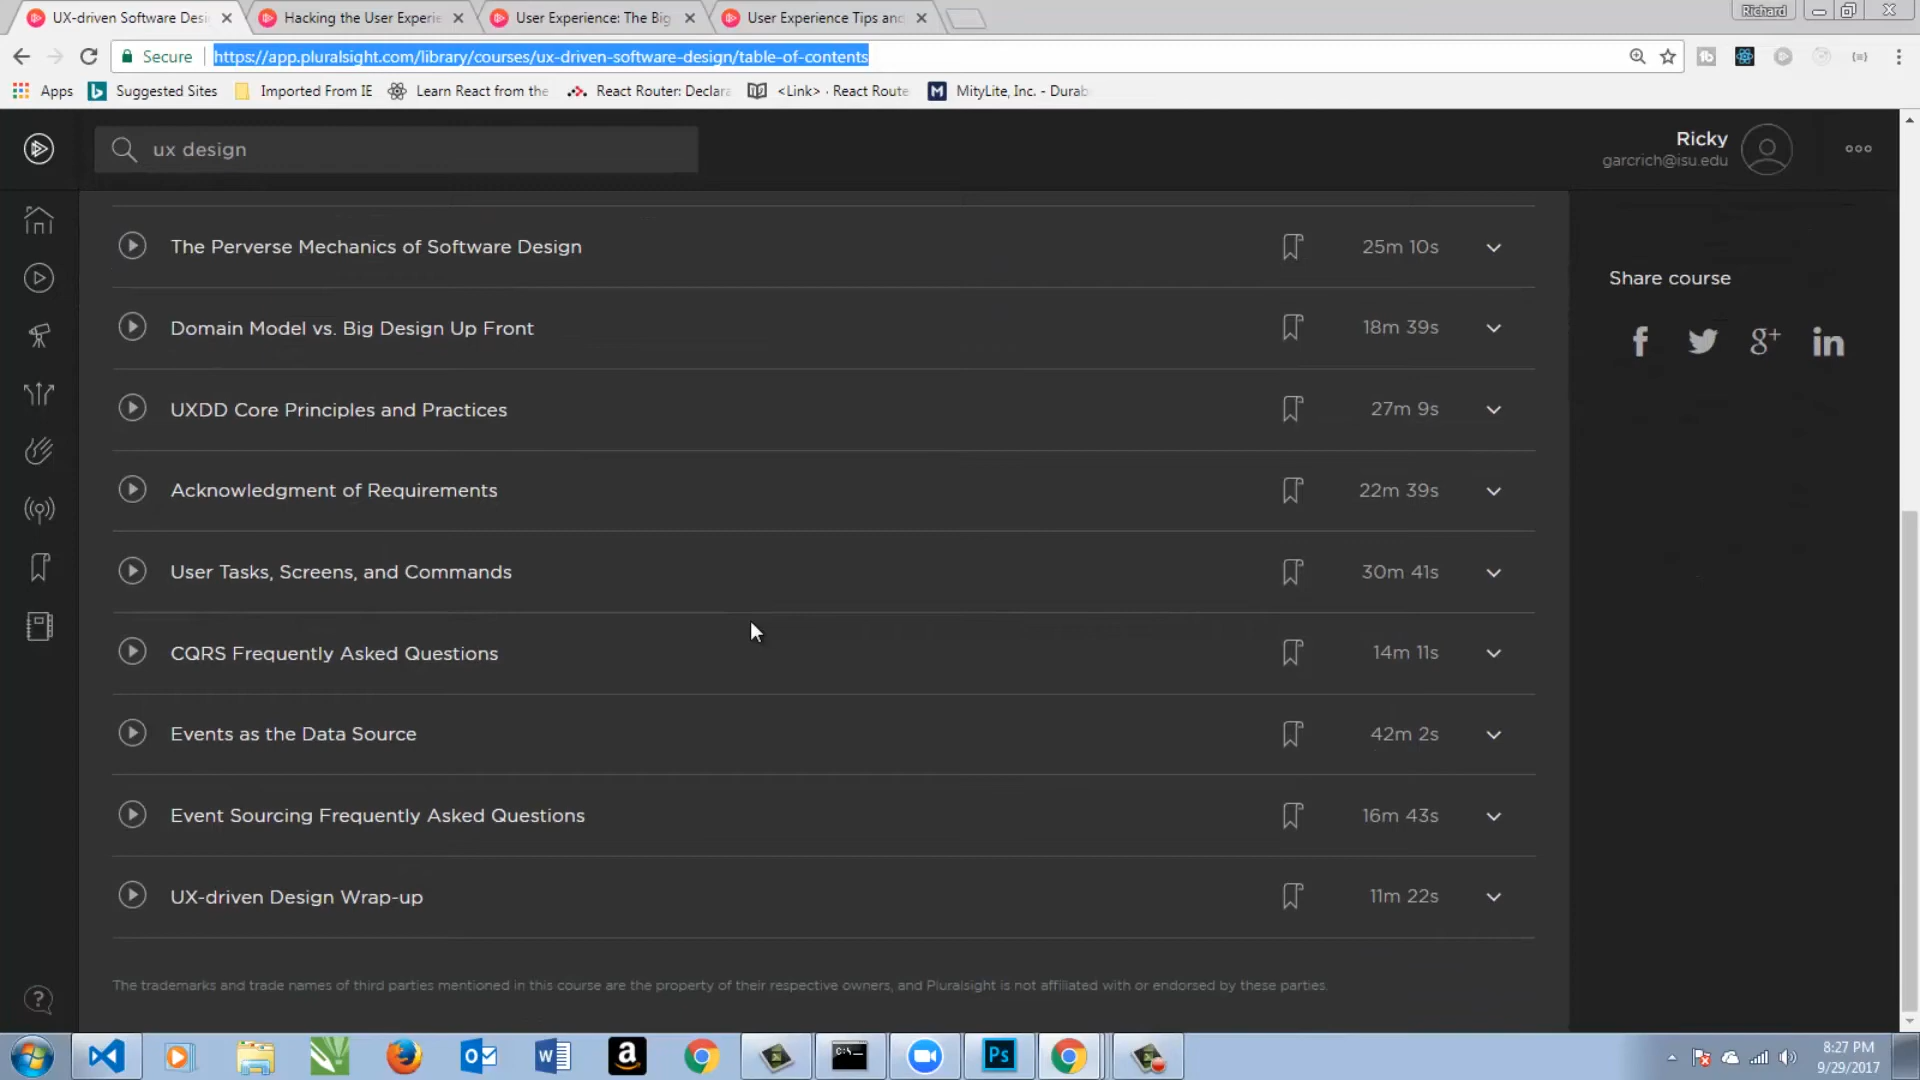 UX-driven Software Desi
Hacking the User Experie
User Experience: The Big
User Experience Tips and
Richard
Secure
https://app.pluralsight.com/library/courses/ux-driven-software-design/table-of-contents
Apps
Suggested Sites
Imported From IE
Learn React from the
React Router: Declara
<Link> · React Route
MityLite, Inc. - Durab
ux design
Ricky
garcrich@isu.edu
The Perverse Mechanics of Software Design
25m 10s
Domain Model vs. Big Design Up Front
18m 39s
UXDD Core Principles and Practices
27m 9s
Acknowledgment of Requirements
22m 39s
User Tasks, Screens, and Commands
30m 41s
CQRS Frequently Asked Questions
14m 11s
Events as the Data Source
42m 2s
Event Sourcing Frequently Asked Questions
16m 43s
UX-driven Design Wrap-up
11m 22s
Share course
The trademarks and trade names of third parties mentioned in this course are the property of their respective owners, and Pluralsight is not affiliated with or endorsed by these parties.
8:27 PM
9/29/2017